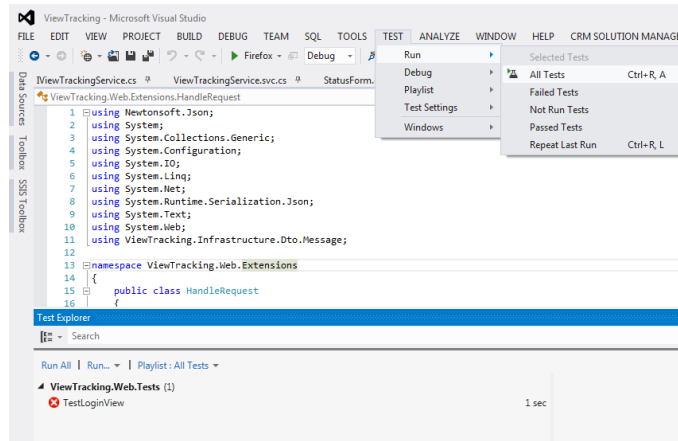 ViewTracking - Microsoft Visual Studio
FILE EDIT VIEW PROJECT BUILD DEBUG TEAM SQL TOOLS TEST ANALYZE WINDOW HELP CRM SOLUTION MANAG
Firefox Debug
Run
Debug
Playlist
Test Settings
Windows
Selected Tests
All Tests Ctrl+R, A
Failed Tests
Not Run Tests
Passed Tests
Repeat Last Run Ctrl+R, L
Data Sources
Toolbox
SSIS Toolbox
IViewTrackingService.cs ViewTrackingService.svc.cs StatusForm.
ViewTracking.Web.Extensions.HandleRequest
1 using Newtonsoft.Json;
2 using System;
3 using System.Collections.Generic;
4 using System.Configuration;
5 using System.IO;
6 using System.Linq;
7 using System.Net;
8 using System.Runtime.Serialization.Json;
9 using System.Text;
10 using System.Web;
11 using ViewTracking.Infrastructure.Dto.Message;
12
13 namespace ViewTracking.Web.Extensions
14 {
15 public class HandleRequest
16 {
Test Explorer
Search
Run All | Run... | Playlist : All Tests
ViewTracking.Web.Tests (1)
TestLoginView 1 sec